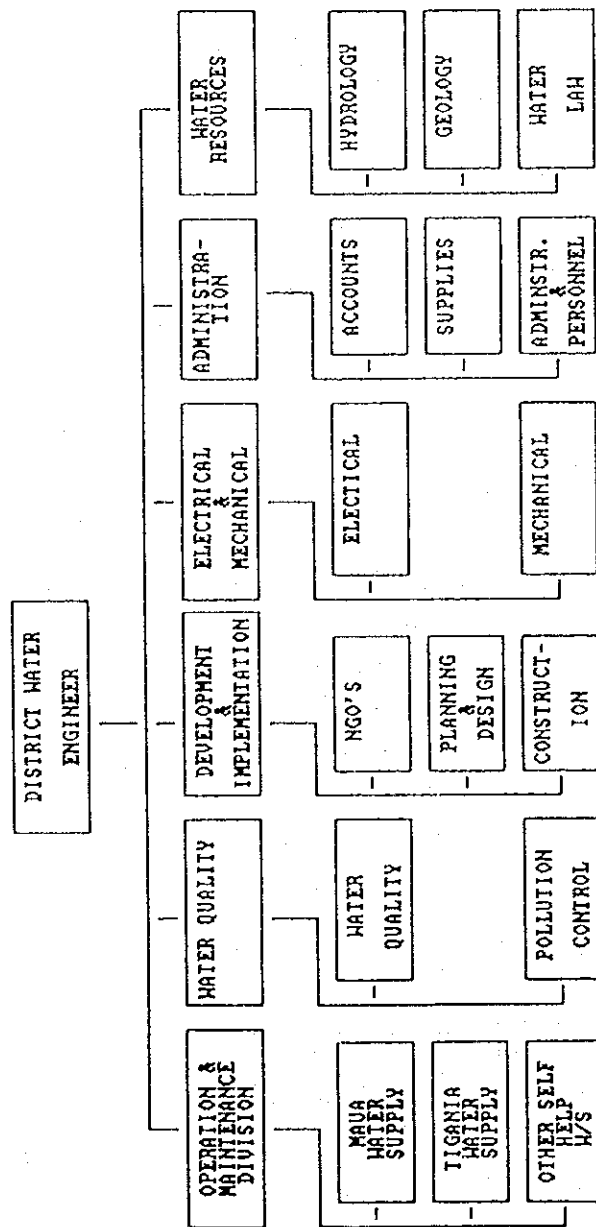 DISTRICT WATER
ENGINEER
OPERATION &
MAINTENANCE
DIVISION
WATER QUALITY
DEVELOPMENT
&
IMPLEMENTATION
ELECTRICAL
&
MECHANICAL
ADMINISTRA-
TION
WATER
RESOURCES
MAUA
WATER
SUPPLY
TIGANIA
WATER
SUPPLY
OTHER SELF
HELP
W/S
WATER
QUALITY
POLLUTION
CONTROL
NGO'S
PLANNING
&
DESIGN
CONSTRUCT-
ION
ELECTICAL
MECHANICAL
ACCOUNTS
SUPPLIES
ADMINSTR.
&
PERSONNEL
HYDROLOGY
GEOLOGY
WATER
LAW